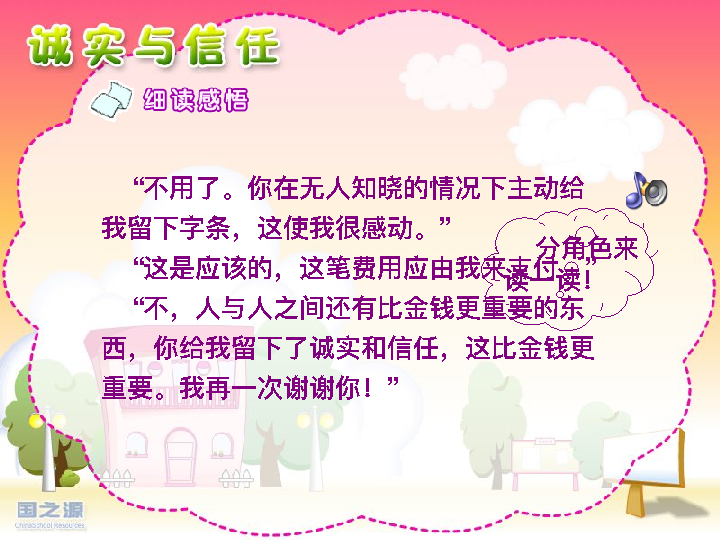 诚实与信任
细读感悟
“不用了。你在无人知晓的情况下主动给
我留下字条，这使我很感动。”
“这是应该的，这笔费用应由我来支付。”
“不，人与人之间还有比金钱更重要的东
西，你给我留下了诚实和信任，这比金钱更
重要。我再一次谢谢你！”
分角色来
读一读！
国之源
ChinaSchool Resources